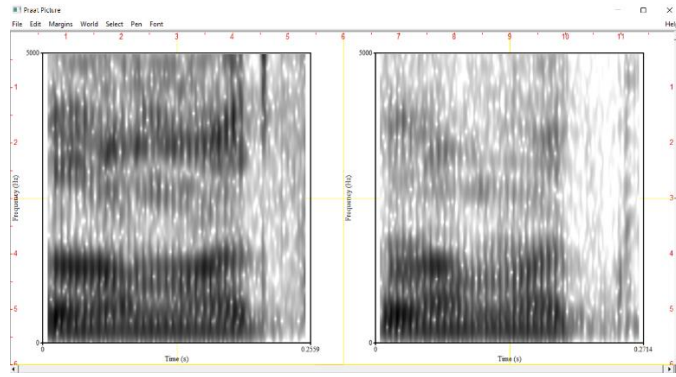 Praat Picture
File Edit Margins World Select Pen Font Hel
1 2 3 4 5 6 7 8 9 10 11
5000 5000
1 1
2 2
Frequency (Hz) Frequency (Hz)
3 3
4 4
5 5
0 0
0 0.2559 0 0.2714
Time (s) Time (s)
6